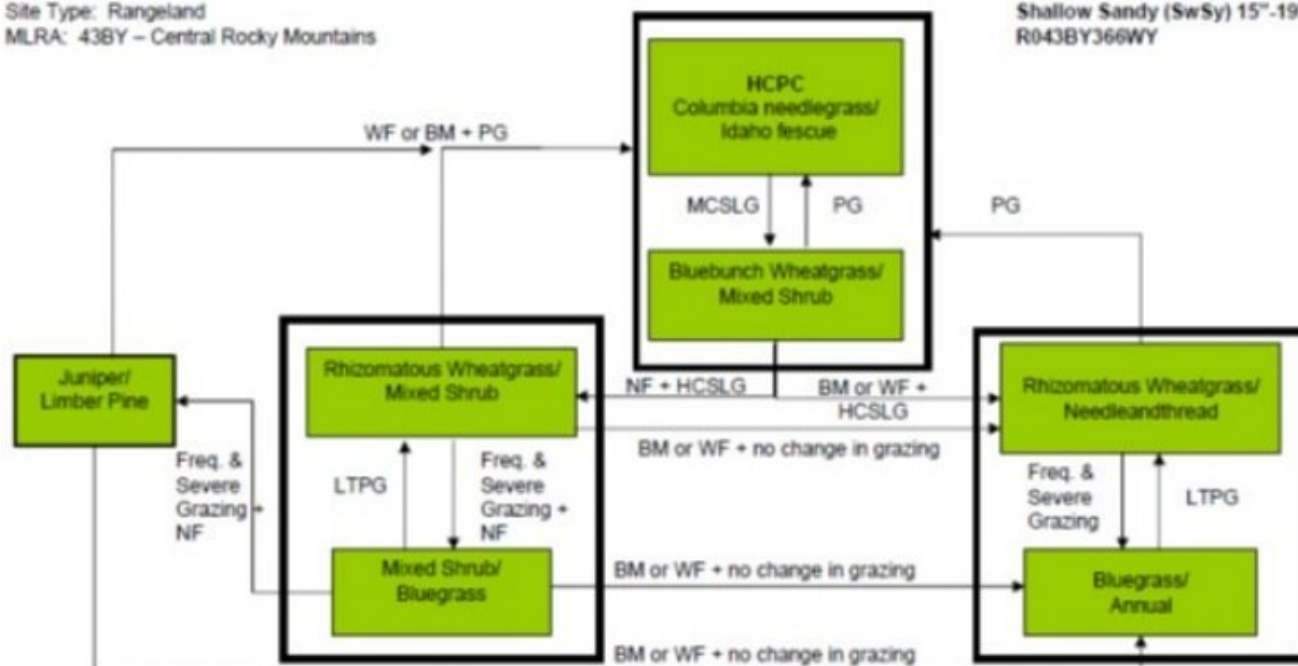 Site Type: Rangeland
MLRA: 43BY – Central Rocky Mountains
Shallow Sandy (SwSy) 15"-19
R043BY366WY
HCPC
Columbia needlegrass/
Idaho fescue
WF or BM + PG
MCSLG
PG
PG
Bluebunch Wheatgrass/
Mixed Shrub
Juniper/
Limber Pine
Rhizomatous Wheatgrass/
Mixed Shrub
NF + HCSLG
BM or WF +
HCSLG
Rhizomatous Wheatgrass/
Needleandthread
BM or WF + no change in grazing
Freq. &
Severe
Grazing +
NF
LTPG
Freq. &
Severe
Grazing +
NF
Freq. &
Severe
Grazing
LTPG
Mixed Shrub/
Bluegrass
BM or WF + no change in grazing
Bluegrass/
Annual
BM or WF + no change in grazing